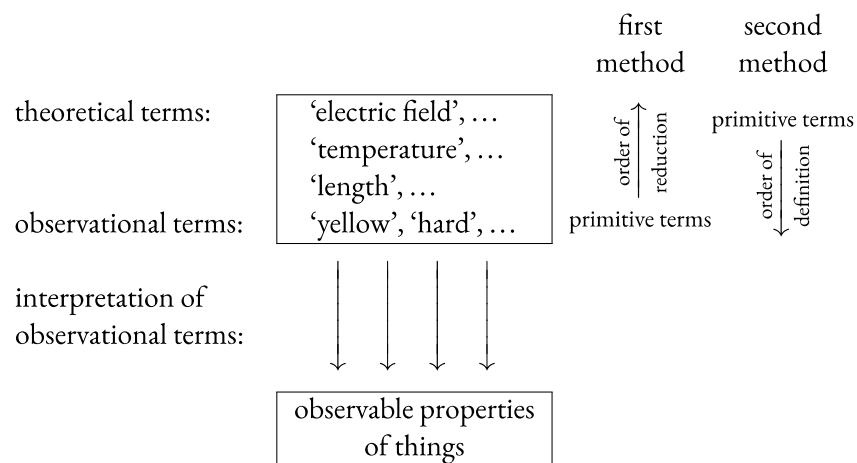 first second
method method
theoretical terms: ‘electric field’, …
‘temperature’, …
‘length’, …
observational terms: ‘yellow’, ‘hard’, …
order of
reduction
primitive terms
primitive terms
order of
definition
interpretation of
observational terms:
observable properties
of things